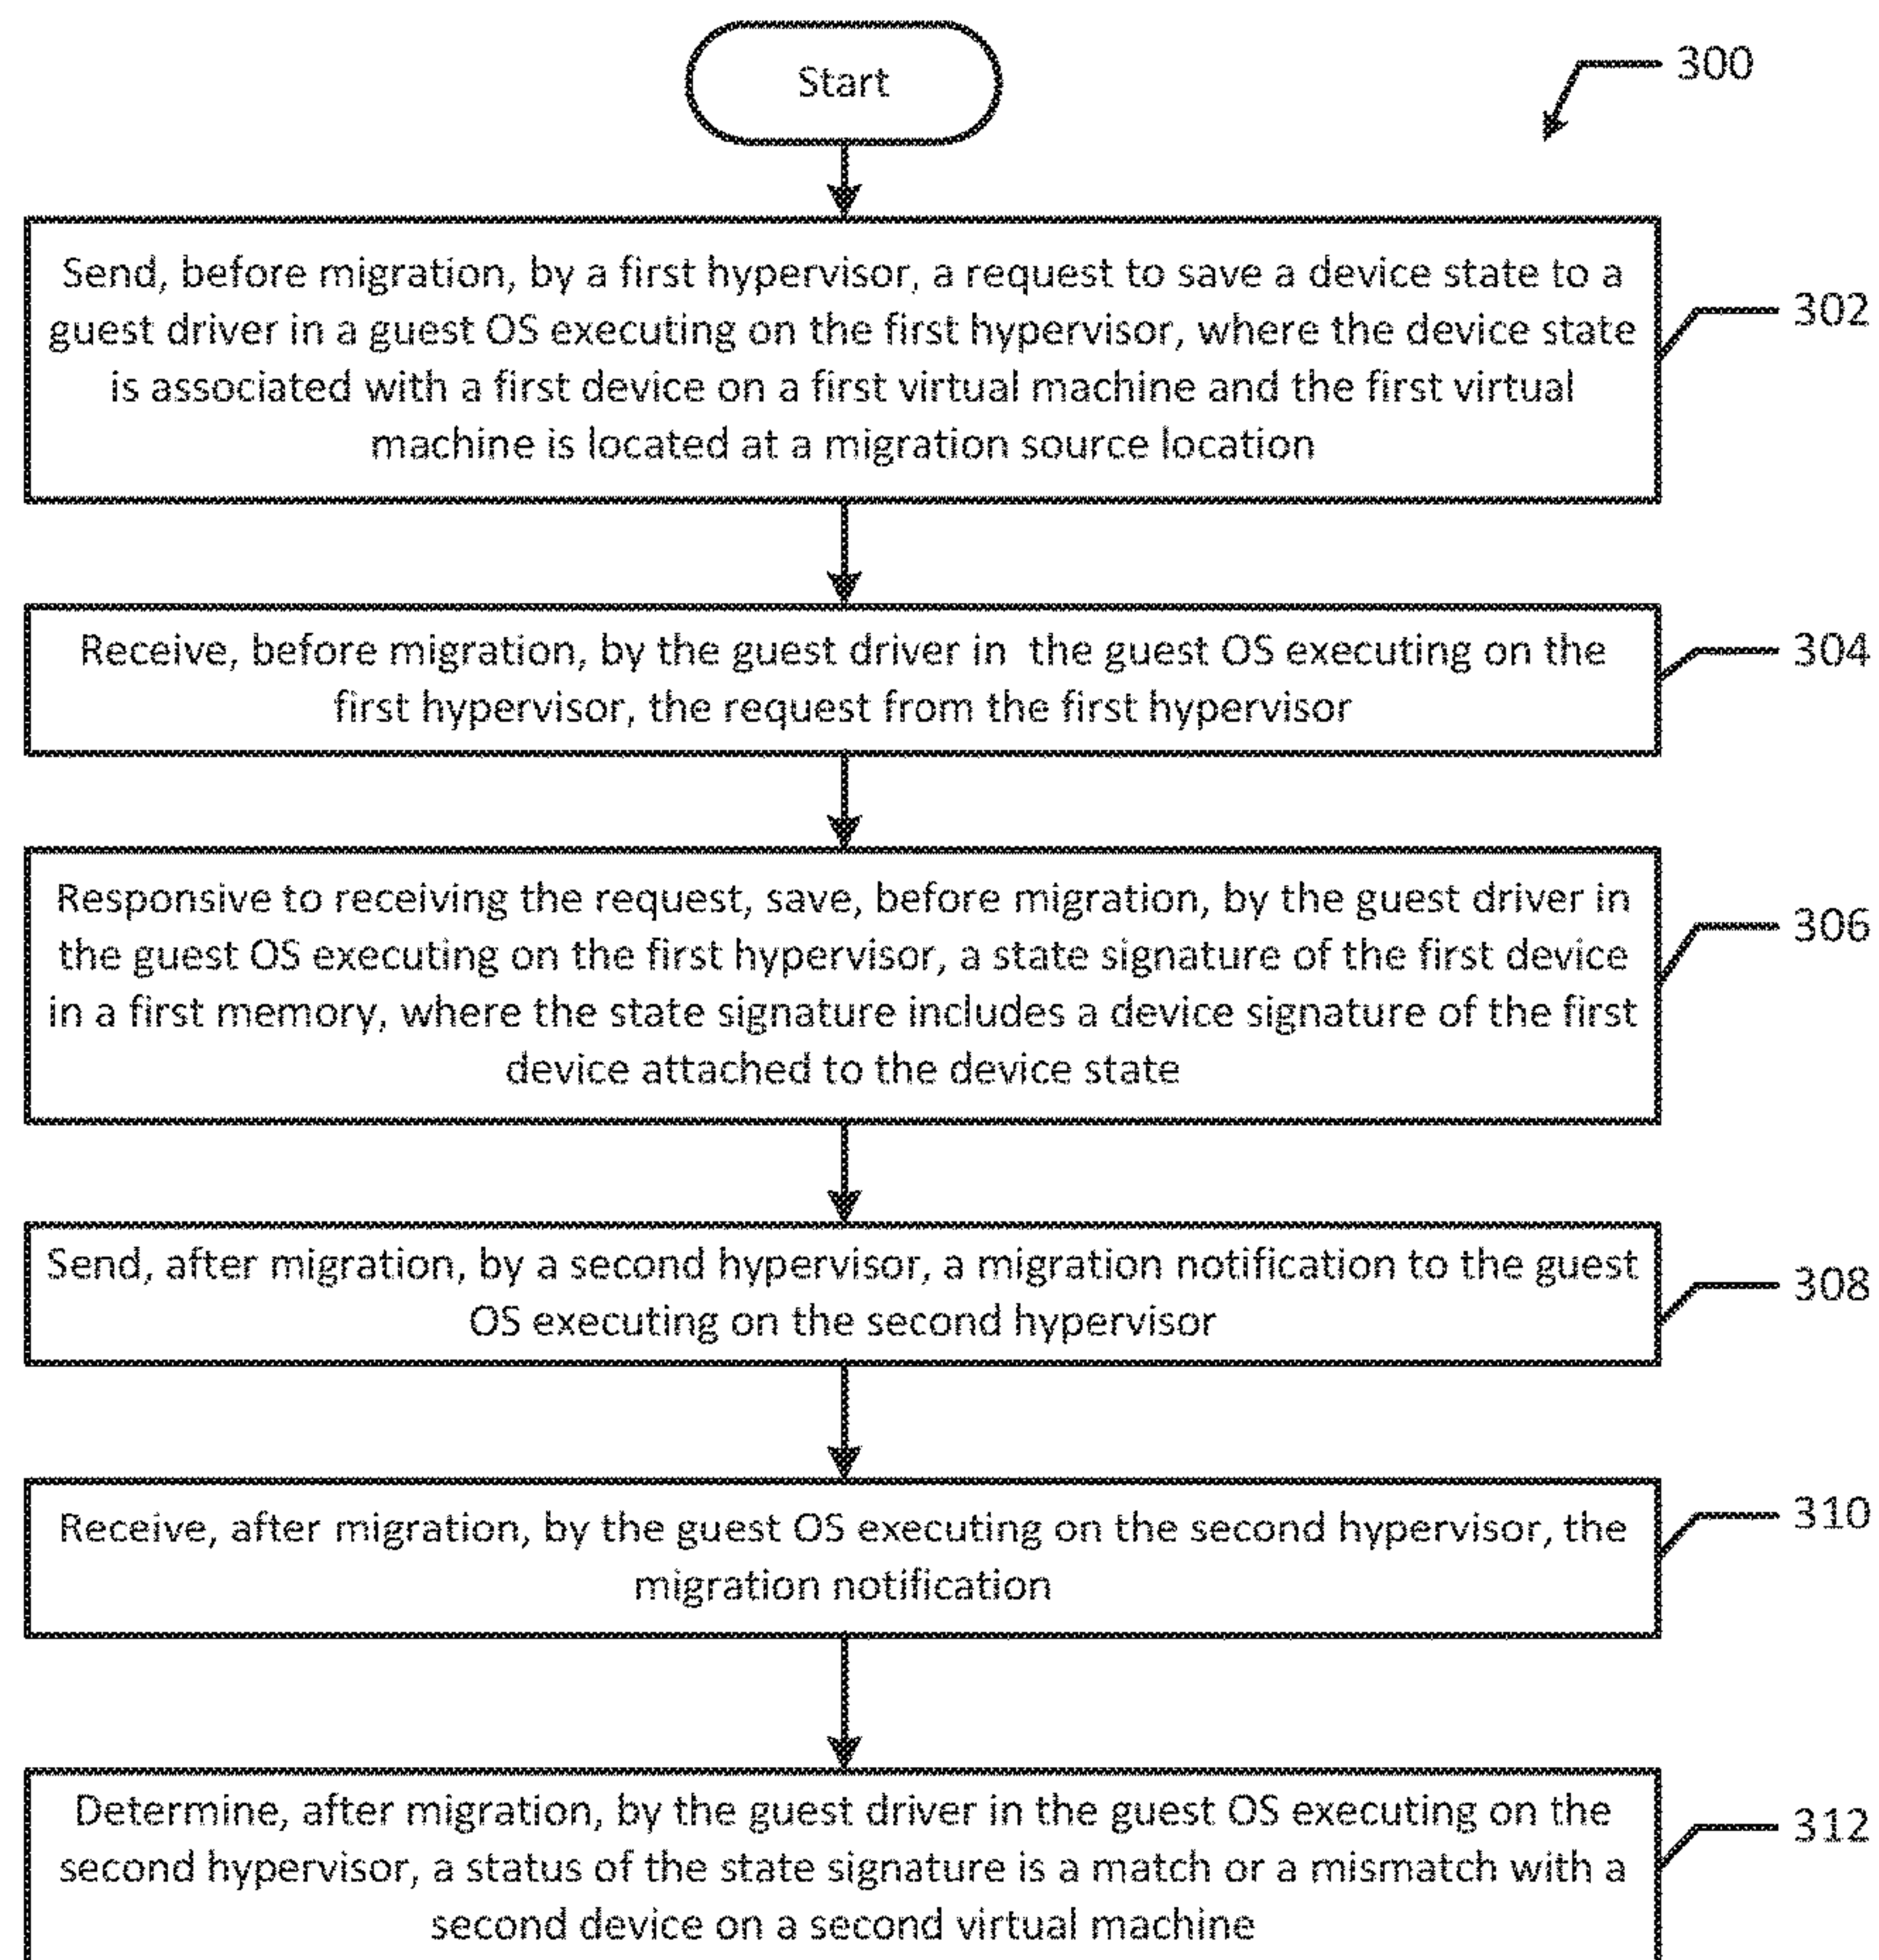 Start
300
Send, before migration, by a first hypervisor, a request to save a device state to a
guest driver in a guest OS executing on the first hypervisor, where the device state
is associated with a first device on a first virtual machine and the first virtual
machine is located at a migration source location
302
Receive, before migration, by the guest driver in the guest OS executing on the
first hypervisor, the request from the first hypervisor
304
Responsive to receiving the request, save, before migration, by the guest driver in
the guest OS executing on the first hypervisor, a state signature of the first device
in a first memory, where the state signature includes a device signature of the first
device attached to the device state
306
Send, after migration, by a second hypervisor, a migration notification to the guest
OS executing on the second hypervisor
308
Receive, after migration, by the guest OS executing on the second hypervisor, the
migration notification
310
Determine, after migration, by the guest driver in the guest OS executing on the
second hypervisor, a status of the state signature is a match or a mismatch with a
second device on a second virtual machine
312